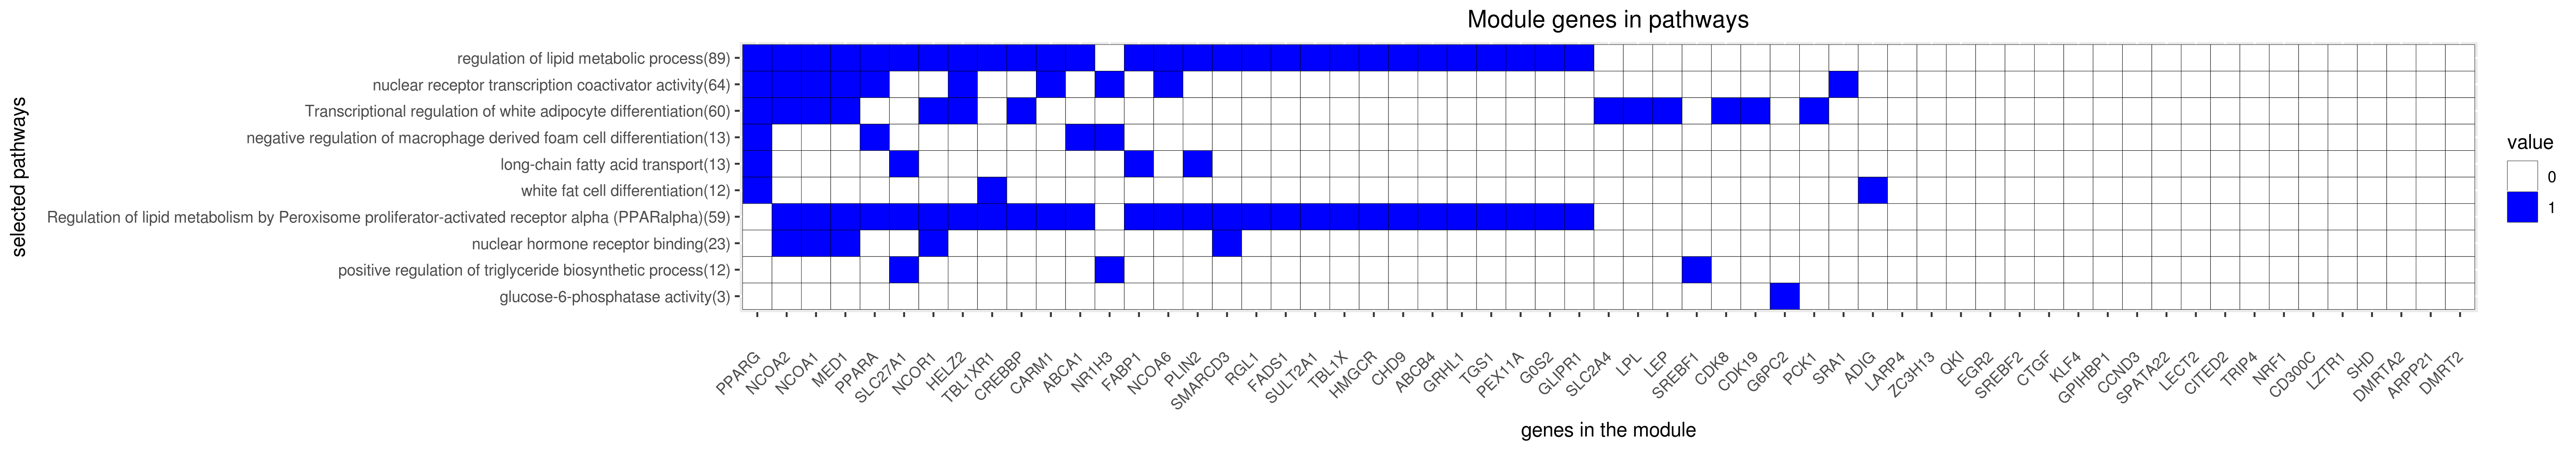 Module genes in pathways
selected pathways
regulation of lipid metabolic process(89)
nuclear receptor transcription coactivator activity(64)
Transcriptional regulation of white adipocyte differentiation(60)
negative regulation of macrophage derived foam cell differentiation(13)
long-chain fatty acid transport(13)
white fat cell differentiation(12)
Regulation of lipid metabolism by Peroxisome proliferator-activated receptor alpha (PPARalpha)(59)
nuclear hormone receptor binding(23)
positive regulation of triglyceride biosynthetic process(12)
glucose-6-phosphatase activity(3)
value
0
1
PPARG
NCOA2
NCOA1
MED1
PPARA
SLC27A1
NCOR1
HELZ2
TBL1XR1
CREBBP
CARM1
ABCA1
NR1H3
FABP1
NCOA6
PLIN2
SMARCD3
RGL1
FADS1
SULT2A1
TBL1X
HMGCR
CHD9
ABCB4
GRHL1
TGS1
PEX11A
G0S2
GLIPR1
SLC2A4
LPL
LEP
SREBF1
CDK8
CDK19
G6PC2
PCK1
SRA1
ADIG
LARP4
ZC3H13
QKI
EGR2
SREBF2
CTGF
KLF4
GPIHBP1
CCND3
SPATA22
LECT2
CITED2
TRIP4
NRF1
CD300C
LZTR1
SHD
DMRTA2
ARPP21
DMRT2
genes in the module